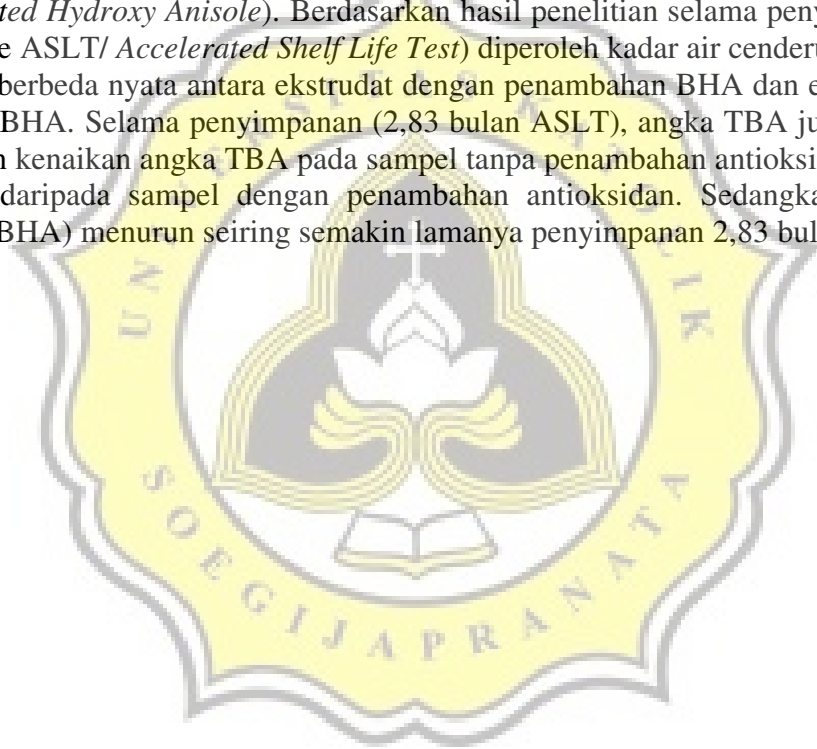 ted Hydroxy Anisole). Berdasarkan hasil penelitian selama peny
e ASLT/ Accelerated Shelf Life Test) diperoleh kadar air cenderu
berbeda nyata antara ekstrudat dengan penambahan BHA dan e
BHA. Selama penyimpanan (2,83 bulan ASLT), angka TBA ju
n kenaikan angka TBA pada sampel tanpa penambahan antioksi
daripada sampel dengan penambahan antioksidan. Sedangka
BHA) menurun seiring semakin lamanya penyimpanan 2,83 bul
UNIVERSITAS KATOLIK
SOEGIJAPRANATA